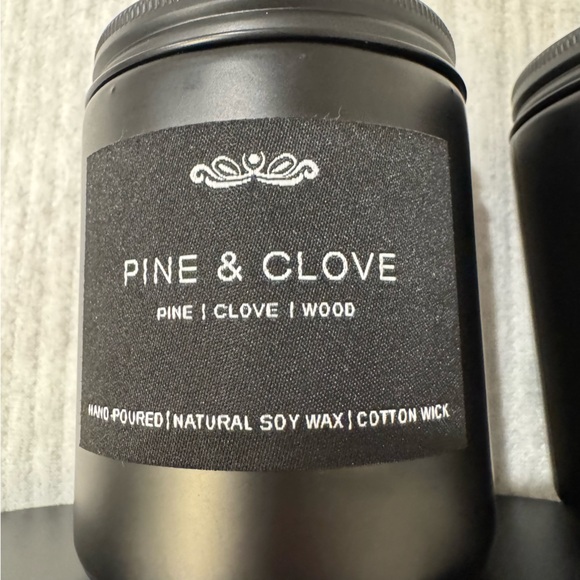 PINE & CLOVE
PINE | CLOVE | WOOD
HAND-POURED | NATURAL SOY WAX | COTTON WICK